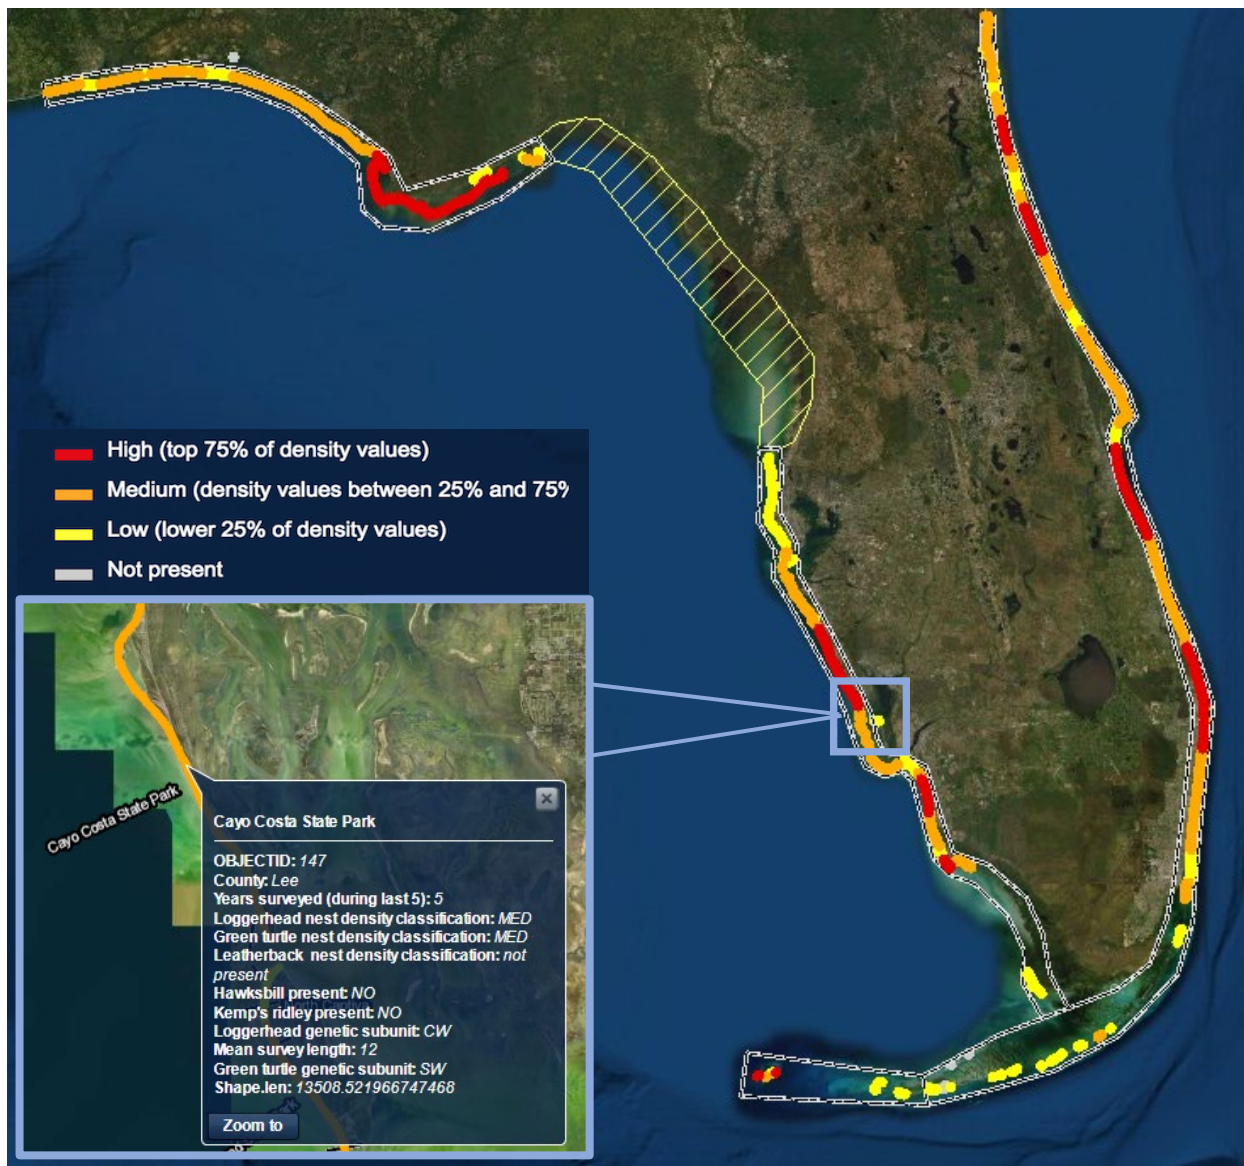 High (top 75% of density values)
Medium (density values between 25% and 75%
Low (lower 25% of density values)
Not present
Cayo Costa State Park
Cayo Costa State Park
OBJECTID: 147
County: Lee
Years surveyed (during last 5): 5
Loggerhead nest density classification: MED
Green turtle nest density classification: MED
Leatherback nest density classification: not
present
Hawksbill present: NO
Kemp's ridley present: NO
Loggerhead genetic subunit: CW
Mean survey length: 12
Green turtle genetic subunit: SW
Shape.len: 13508.521966747468
Zoom to